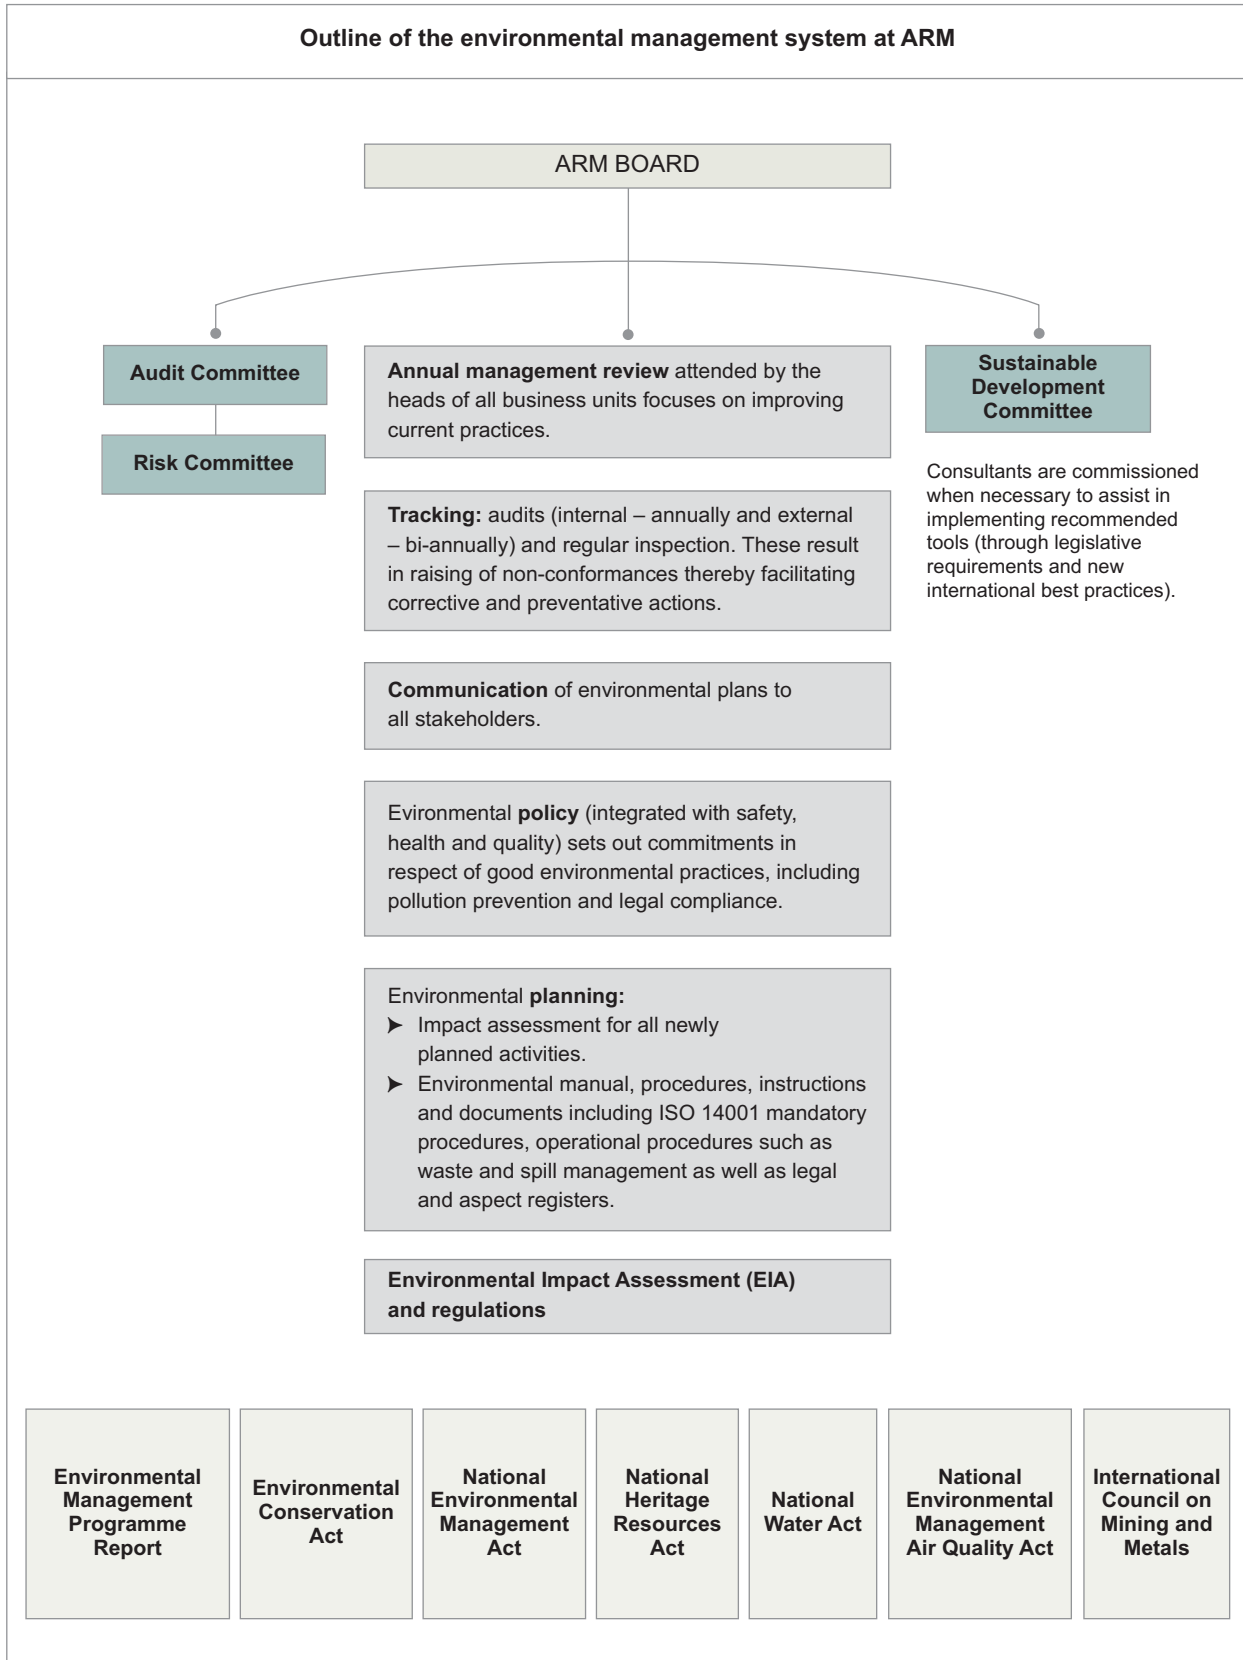 Outline of the environmental management system at ARM
ARM BOARD
Audit Committee
Risk Committee
Annual management review attended by the
heads of all business units focuses on improving
current practices.
Sustainable
Development
Committee
Consultants are commissioned
when necessary to assist in
implementing recommended
tools (through legislative
requirements and new
international best practices).
Tracking: audits (internal – annually and external
– bi-annually) and regular inspection. These result
in raising of non-conformances thereby facilitating
corrective and preventative actions.
Communication of environmental plans to
all stakeholders.
Evironmental policy (integrated with safety,
health and quality) sets out commitments in
respect of good environmental practices, including
pollution prevention and legal compliance.
Environmental planning:
➤ Impact assessment for all newly
planned activities.
➤ Environmental manual, procedures, instructions
and documents including ISO 14001 mandatory
procedures, operational procedures such as
waste and spill management as well as legal
and aspect registers.
Environmental Impact Assessment (EIA)
and regulations
Environmental
Management
Programme
Report
Environmental
Conservation
Act
National
Environmental
Management
Act
National
Heritage
Resources
Act
National
Water Act
National
Environmental
Management
Air Quality Act
International
Council on
Mining and
Metals